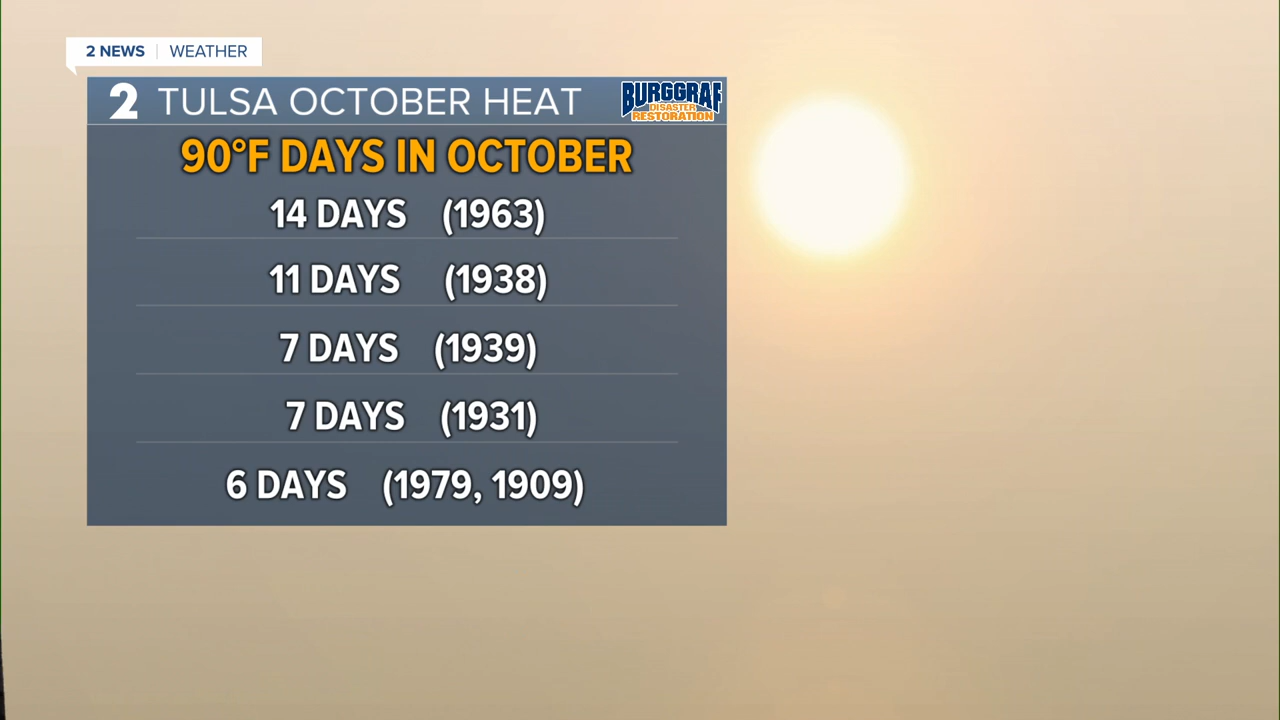 2 NEWS | WEATHER
2 TULSA OCTOBER HEAT
BURGGRAF
DISASTER
RESTORATION
90°F DAYS IN OCTOBER
14 DAYS (1963)
11 DAYS (1938)
7 DAYS (1939)
7 DAYS (1931)
6 DAYS (1979, 1909)